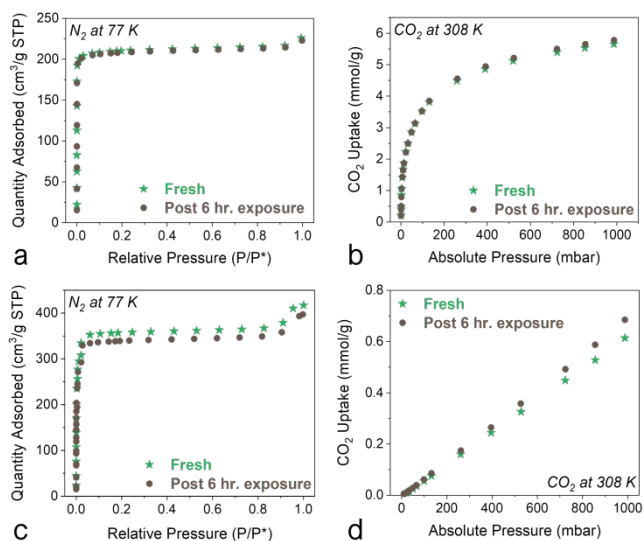 N₂ at 77 K
Quantity Adsorbed (cm³/g STP)
250
200
150
100
50
0
Fresh
Post 6 hr. exposure
0.0 0.2 0.4 0.6 0.8 1.0
Relative Pressure (P/P*)
a
CO₂ at 308 K
CO₂ Uptake (mmol/g)
7
6
5
4
3
2
1
0
Fresh
Post 6 hr. exposure
0 200 400 600 800 1000
Absolute Pressure (mbar)
b
N₂ at 77 K
Quantity Adsorbed (cm³/g STP)
400
300
200
100
0
Fresh
Post 6 hr. exposure
0.0 0.2 0.4 0.6 0.8 1.0
Relative Pressure (P/P*)
c
Fresh
Post 6 hr. exposure
CO₂ Uptake (mmol/g)
0.8
0.6
0.4
0.2
0.0
CO₂ at 308 K
0 200 400 600 800 1000
Absolute Pressure (mbar)
d